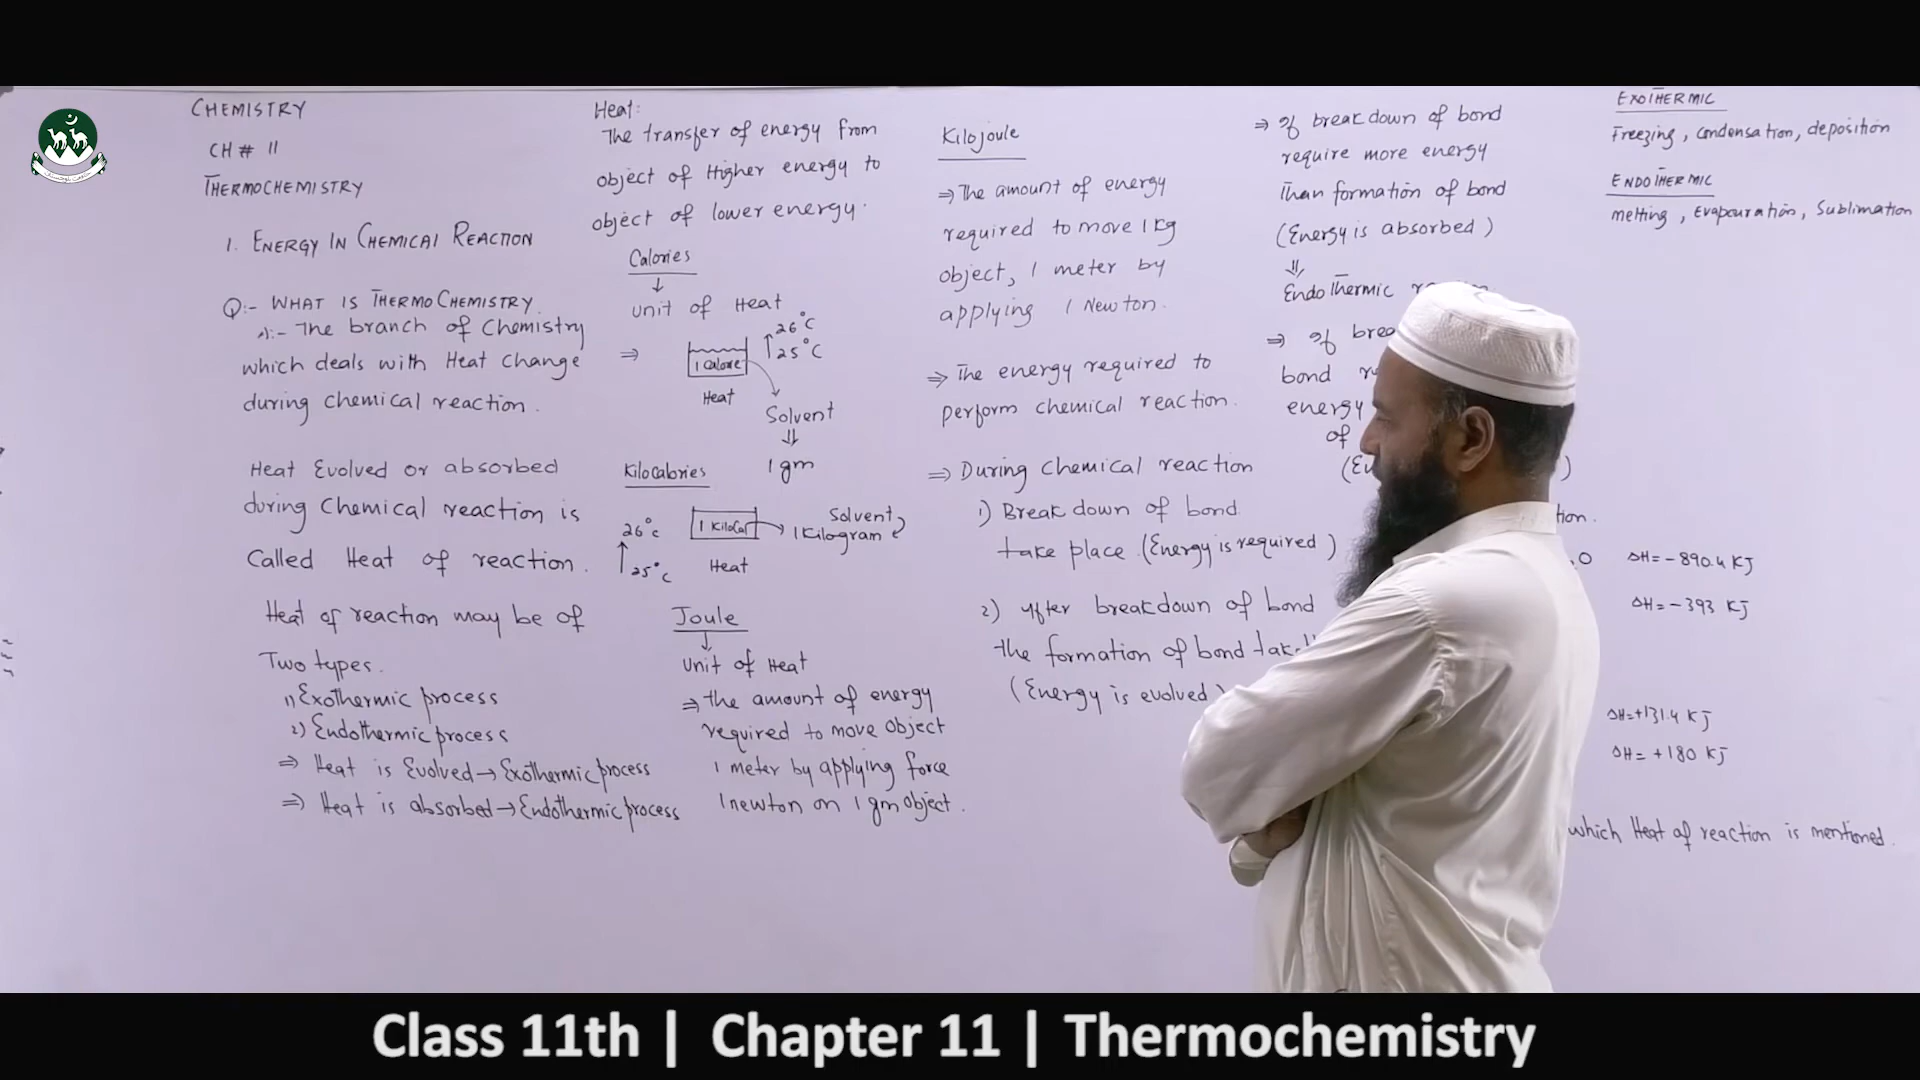 CHEMISTRY
CH # 11
THERMOCHEMISTRY
1. ENERGY IN CHEMICAL REACTION
Q:- WHAT IS THERMOCHEMISTRY.
A:- The branch of Chemistry
which deals with Heat change
during chemical reaction.
Heat Evolved or absorbed
during Chemical reaction is
Called Heat of reaction.
Heat of reaction may be of
Two types.
1) Exothermic process
2) Endothermic process
⇒ Heat is Evolved → Exothermic process
⇒ Heat is absorbed → Endothermic process
Heat:
The transfer of energy from
object of Higher energy to
object of lower energy.
Calories
↓
unit of Heat
⇒ 1 Calorie
26°C
25°C
Heat
Solvent
⇓
1 gm
Kilocalories
26°C
25°C
1 KiloCal → 1 Kilogram
Solvent
Heat
Joule
↓
unit of Heat
⇒ the amount of energy
required to move object
1 meter by applying force
1 newton on 1 gm object.
Kilojoule
⇒ The amount of energy
required to move 1 Kg
object, 1 meter by
applying 1 Newton.
⇒ The energy required to
perform chemical reaction.
⇒ During chemical reaction
1) Break down of bond
take place (Energy is required)
2) After breakdown of bond
the formation of bond
(Energy is evolved)
⇒ If breakdown of bond
require more energy
Than formation of bond
(Energy is absorbed)
⇓
Endothermic
⇒ If
bond
energy
of
EXOTHERMIC
Freezing, condensation, deposition
ENDOTHERMIC
melting, Evapouration, Sublimation
ΔH = -890.4 KJ
ΔH = -393 KJ
ΔH = +131.4 KJ
ΔH = +180 KJ
which Heat of reaction is mentioned.
Class 11th | Chapter 11 | Thermochemistry